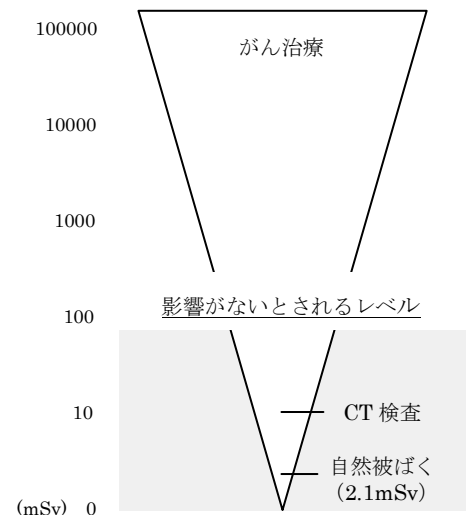 100000
がん治療
10000
1000
影響がないとされるレベル
100
10
CT 検査
自然被ばく
（2.1mSv）
(mSv) 0